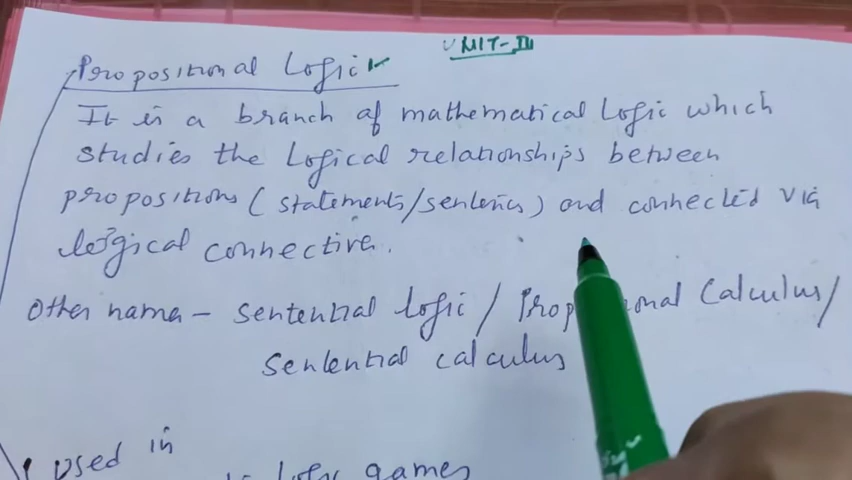 UNIT-III
Propositional Logic
It is a branch of mathematical Logic which
studies the Logical relationships between
propositions (statements/sentences) and connected via
logical connective.
Other name - Sentential logic / Calculus/
Sentential calculus
Used in
logic games